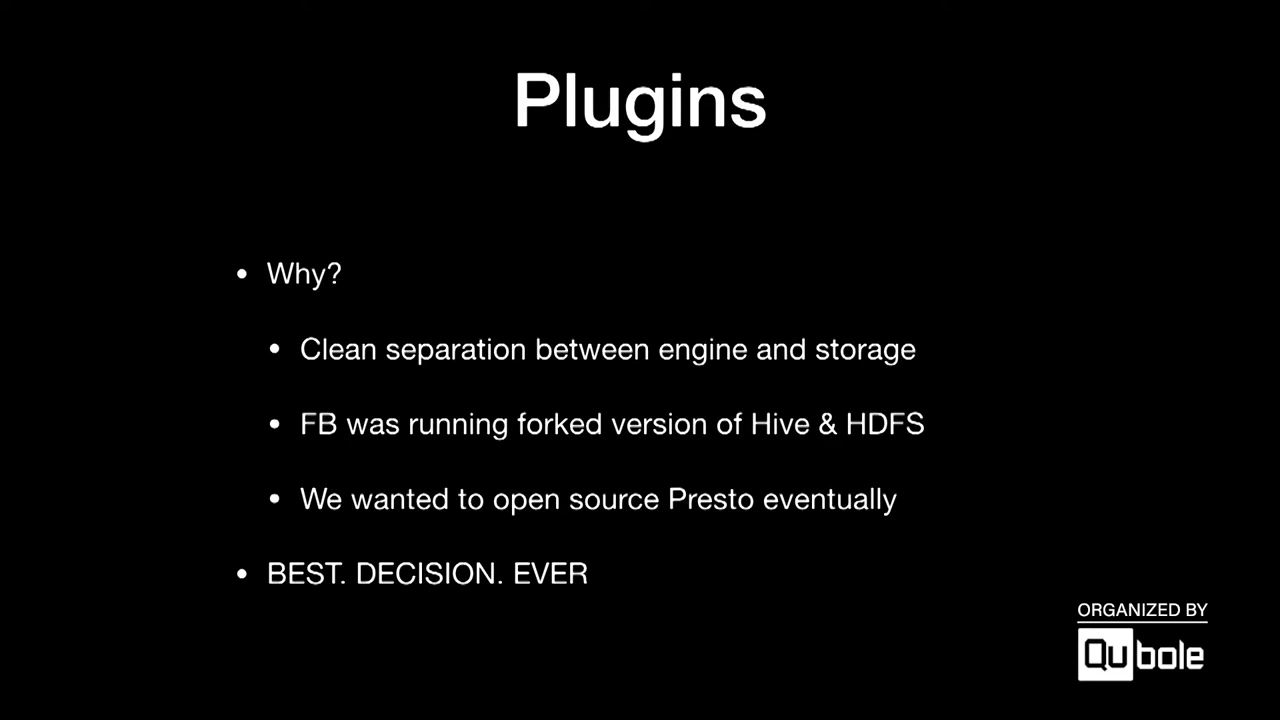 Plugins
• Why?
• Clean separation between engine and storage
• FB was running forked version of Hive & HDFS
• We wanted to open source Presto eventually
• BEST. DECISION. EVER
ORGANIZED BY
Qubole